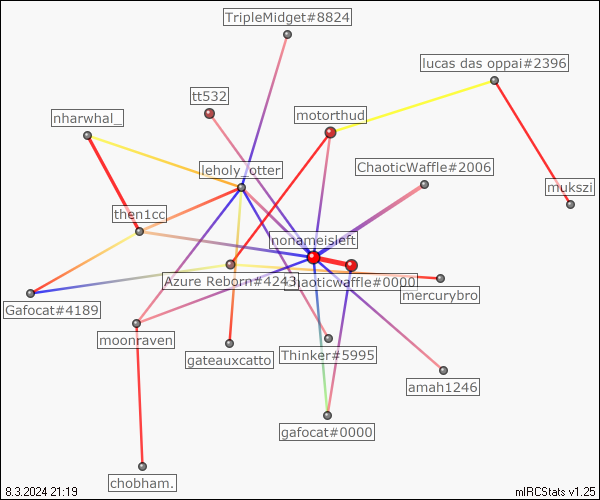 TripleMidget#8824
lucas das oppai#2396
tt532
motorthud
nharwhal_
leholy_otter
ChaoticWaffle#2006
mukszi
then1cc
nonameisleft
Azure Reborn#4243
chaoticwaffle#0000
mercurybro
Gafocat#4189
moonraven
gateauxcatto
Thinker#5995
amah1246
gafocat#0000
chobham.
8.3.2024 21:19
mIRCStats v1.25